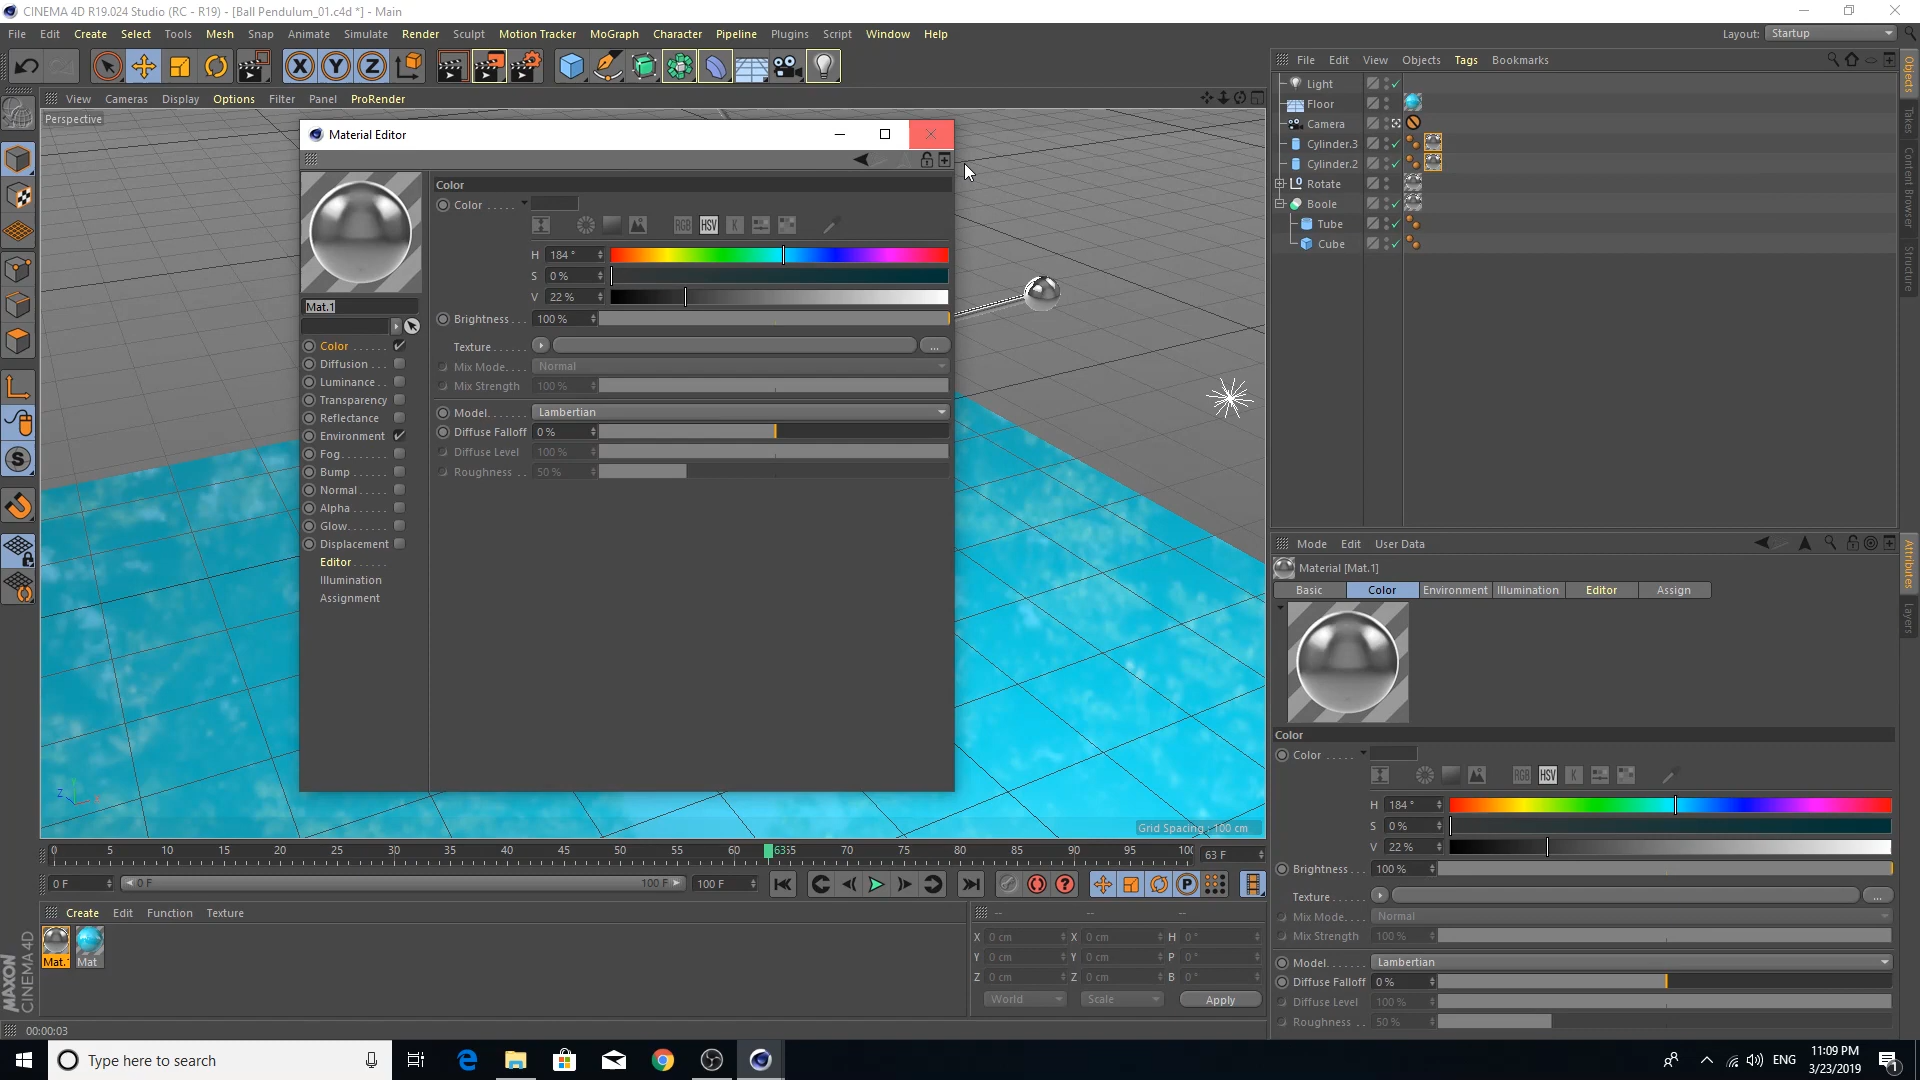 CINEMA 4D R19.024 Studio (RC - R19) - [Ball Pendulum_01.c4d *] - Main
File Edit Create Select Tools Mesh Snap Animate Simulate Render Sculpt Motion Tracker MoGraph Character Pipeline Plugins Script Window Help
Layout: Startup
View Cameras Display Options Filter Panel ProRender
Perspective
Material Editor
Mat.1
Color
Diffusion
Luminance
Transparency
Reflectance
Environment
Fog
Bump
Normal
Alpha
Glow
Displacement
Editor
Illumination
Assignment
Color
Color
RGB HSV K
H 184 °
S 0 %
V 22 %
Brightness 100 %
Texture ...
Mix Mode Normal
Mix Strength 100 %
Model Lambertian
Diffuse Falloff 0 %
Diffuse Level 100 %
Roughness 50 %
Grid Spacing : 100 cm
File Edit View Objects Tags Bookmarks
Light
Floor
Camera
Cylinder.3
Cylinder.2
Rotate
Boole
Tube
Cube
Objects
Takes
Content Browser
Structure
Mode Edit User Data
Material [Mat.1]
Basic Color Environment Illumination Editor Assign
Attributes
Layers
Color
Color
RGB HSV K
H 184 °
S 0 %
V 22 %
Brightness 100 %
Texture ...
Mix Mode Normal
Mix Strength 100 %
Model Lambertian
Diffuse Falloff 0 %
Diffuse Level 100 %
Roughness 50 %
0 5 10 15 20 25 30 35 40 45 50 55 60 6335 70 75 80 85 90 95 100 63 F
0 F 0 F 100 F 100 F
Create Edit Function Texture
Mat.1 Mat
-- -- --
X 0 cm X 0 cm H 0 °
Y 0 cm Y 0 cm P 0 °
Z 0 cm Z 0 cm B 0 °
World Scale Apply
MAXON
CINEMA 4D
00:00:03
Type here to search
ENG
11:09 PM
3/23/2019
1